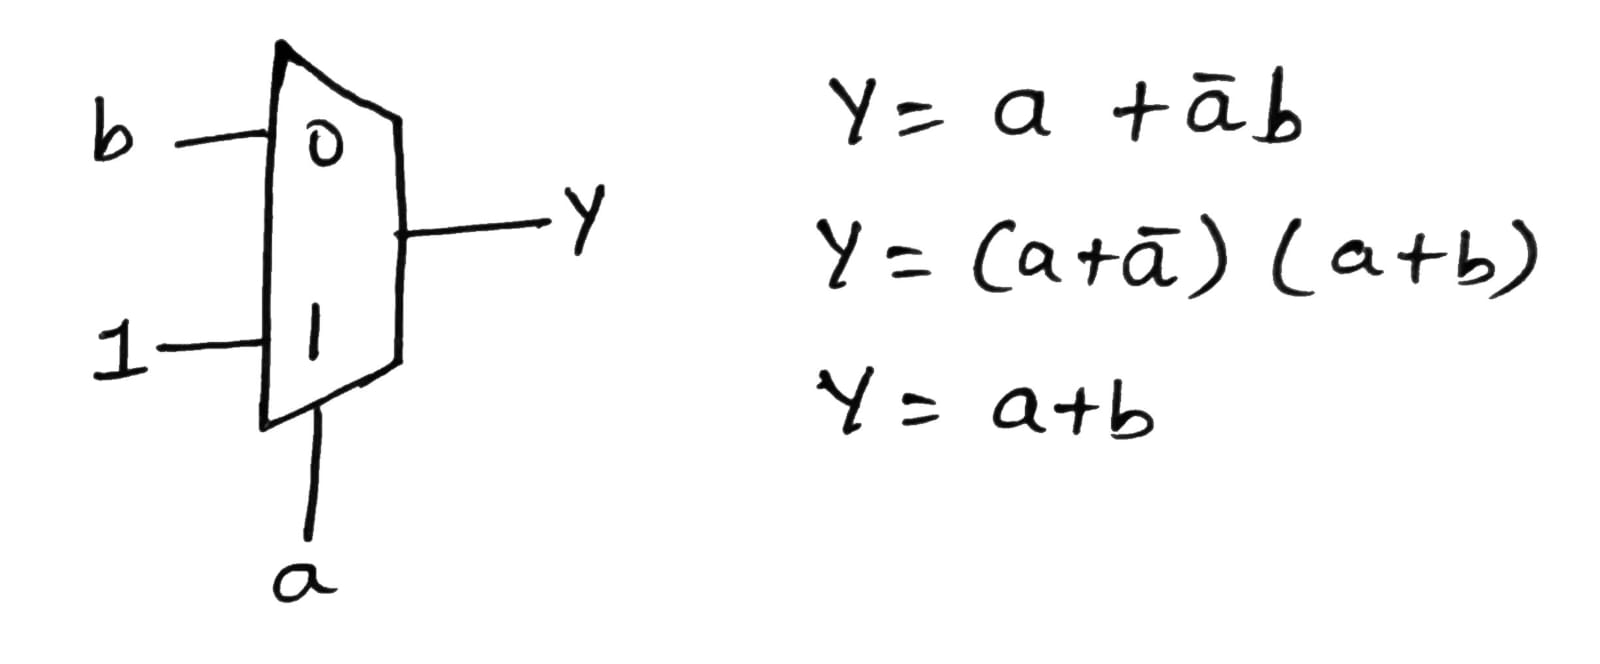 b
0
y
1
1
a
Y = a + āb
Y = (a+ā) (a+b)
Y = a+b